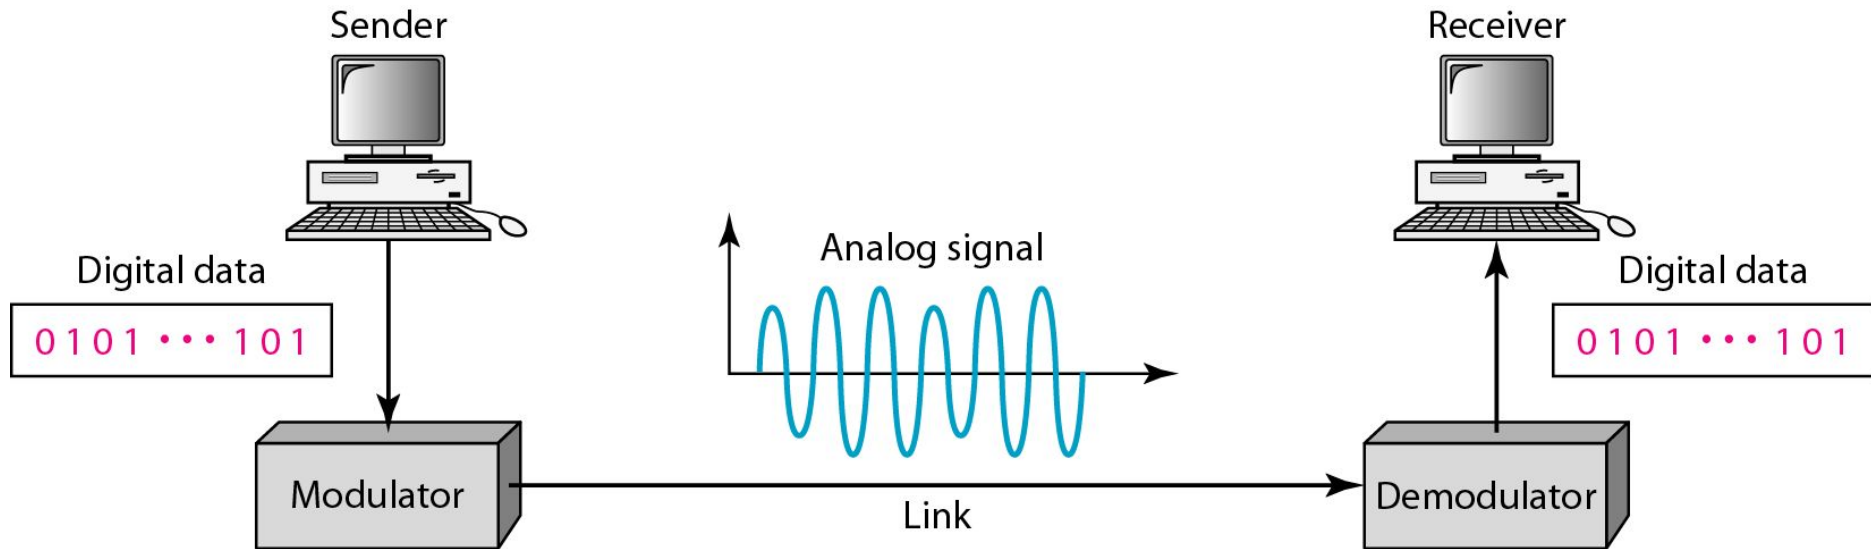 Sender
Receiver
Digital data
0101 ••• 101
Analog signal
Digital data
0101 ••• 101
Modulator
Link
Demodulator